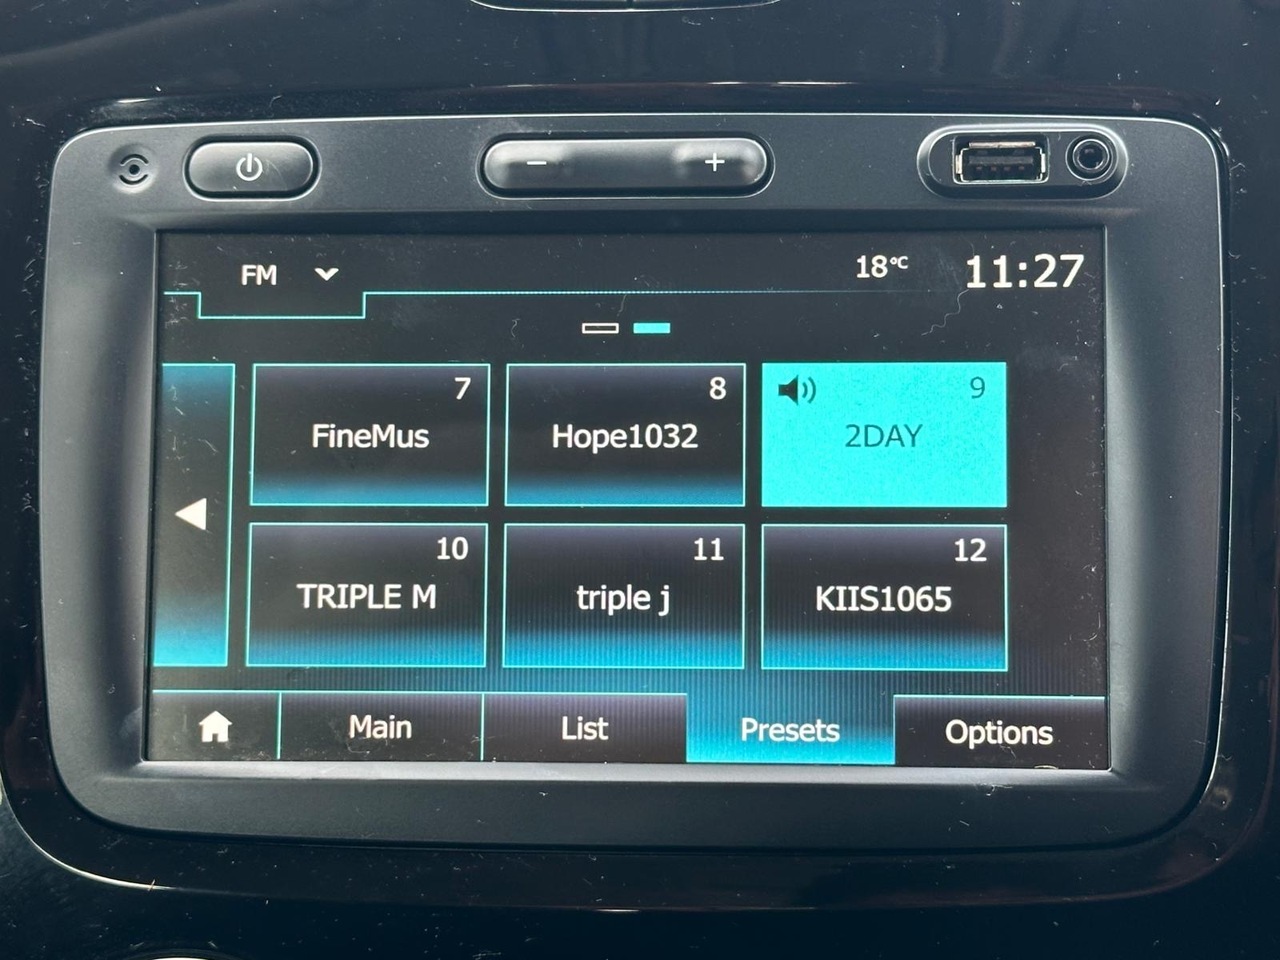 − +
FM 18°C 11:27
7 8 9
FineMus Hope1032 2DAY
10 11 12
TRIPLE M triple j KIIS1065
Main List Presets Options